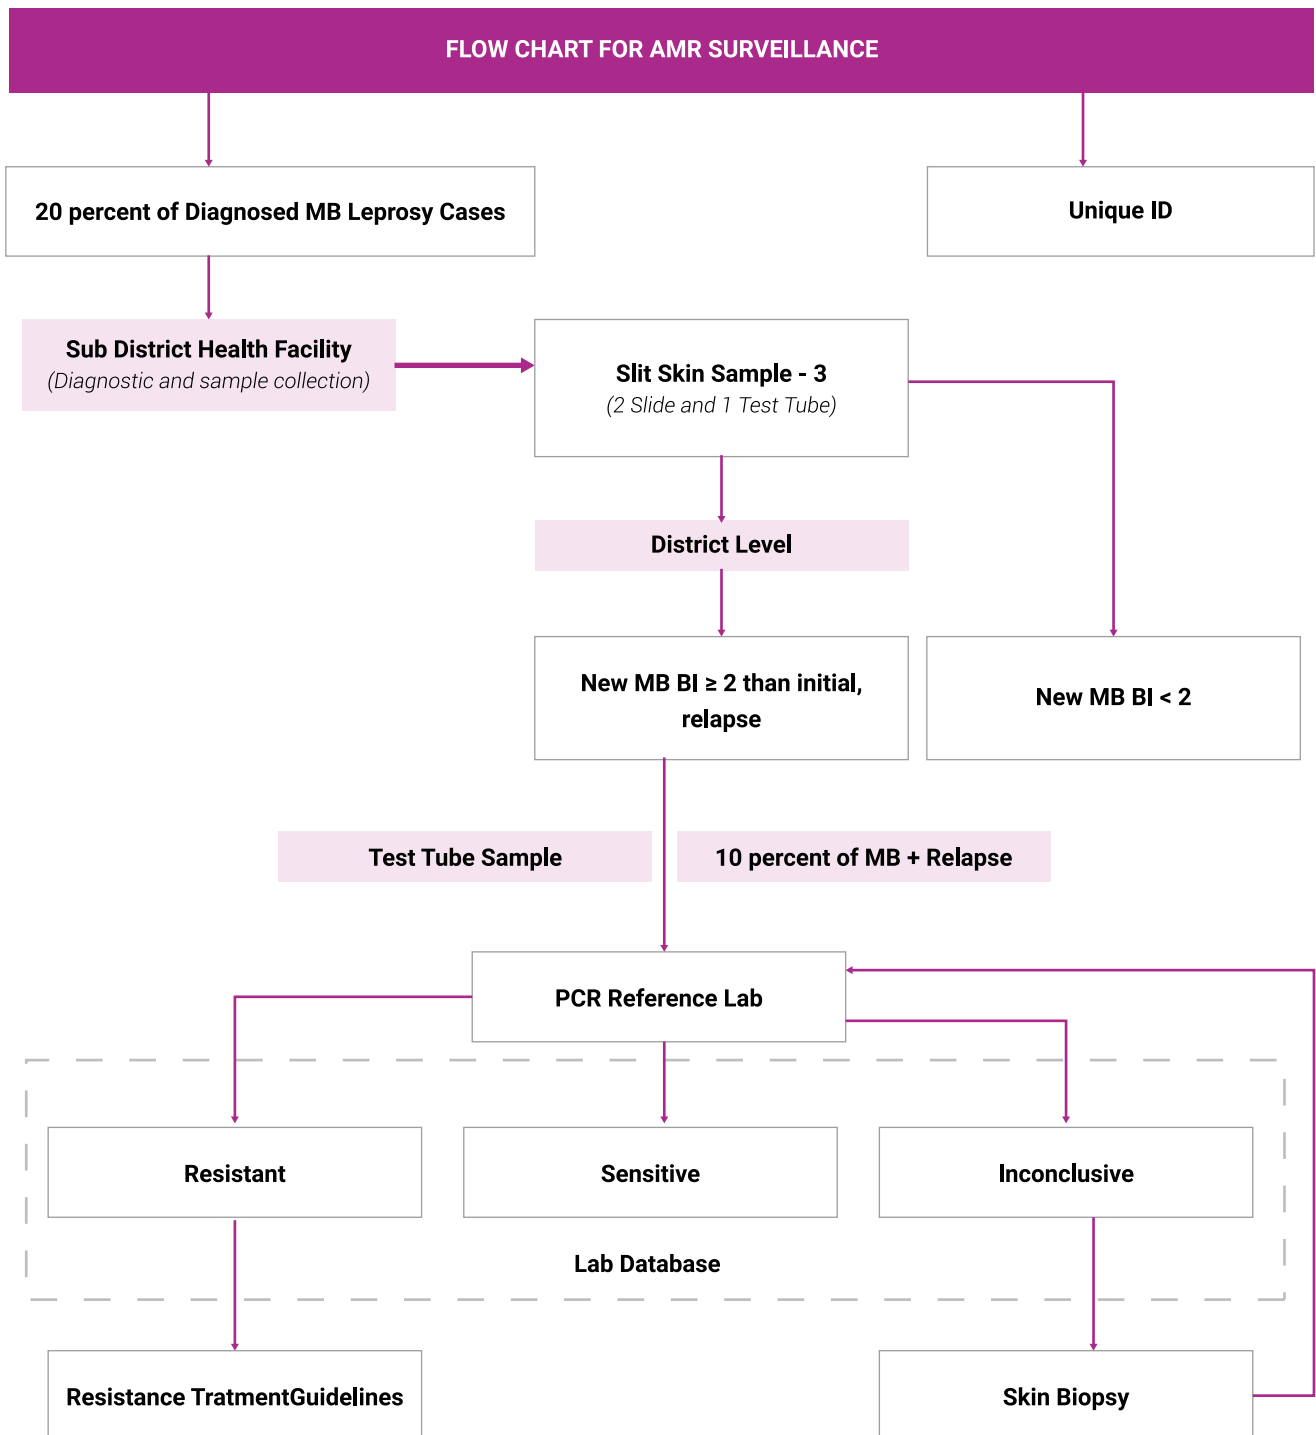 FLOW CHART FOR AMR SURVEILLANCE
20 percent of Diagnosed MB Leprosy Cases
Unique ID
Sub District Health Facility
(Diagnostic and sample collection)
Slit Skin Sample - 3
(2 Slide and 1 Test Tube)
District Level
New MB BI ≥ 2 than initial,
relapse
New MB BI < 2
Test Tube Sample
10 percent of MB + Relapse
PCR Reference Lab
Resistant
Sensitive
Inconclusive
Lab Database
Resistance TratmentGuidelines
Skin Biopsy